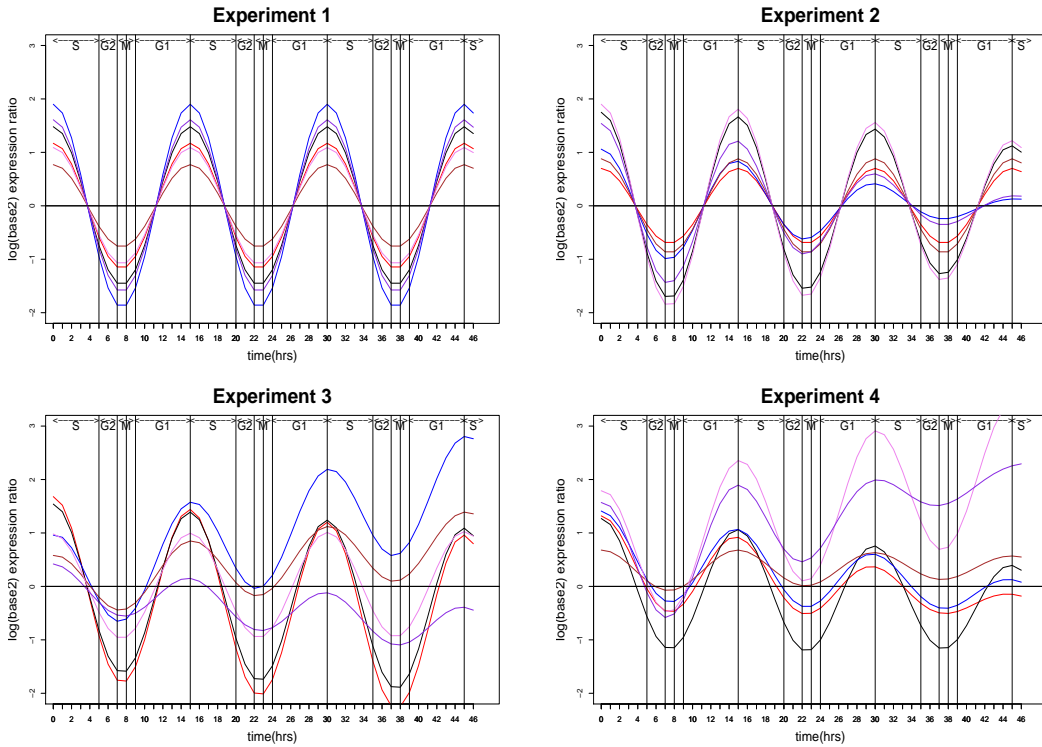 Experiment 1
S G2 M G1 S G2 M G1 S G2 M G1 S
3
2
1
0
−1
−2
log(base2) expression ratio
0 2 4 6 8 10 12 14 16 18 20 22 24 26 28 30 32 34 36 38 40 42 44 46
time(hrs)
Experiment 2
S G2 M G1 S G2 M G1 S G2 M G1 S
3
2
1
0
−1
−2
log(base2) expression ratio
0 2 4 6 8 10 12 14 16 18 20 22 24 26 28 30 32 34 36 38 40 42 44 46
time(hrs)
Experiment 3
S G2 M G1 S G2 M G1 S G2 M G1 S
3
2
1
0
−1
−2
log(base2) expression ratio
0 2 4 6 8 10 12 14 16 18 20 22 24 26 28 30 32 34 36 38 40 42 44 46
time(hrs)
Experiment 4
S G2 M G1 S G2 M G1 S G2 M G1 S
3
2
1
0
−1
−2
log(base2) expression ratio
0 2 4 6 8 10 12 14 16 18 20 22 24 26 28 30 32 34 36 38 40 42 44 46
time(hrs)